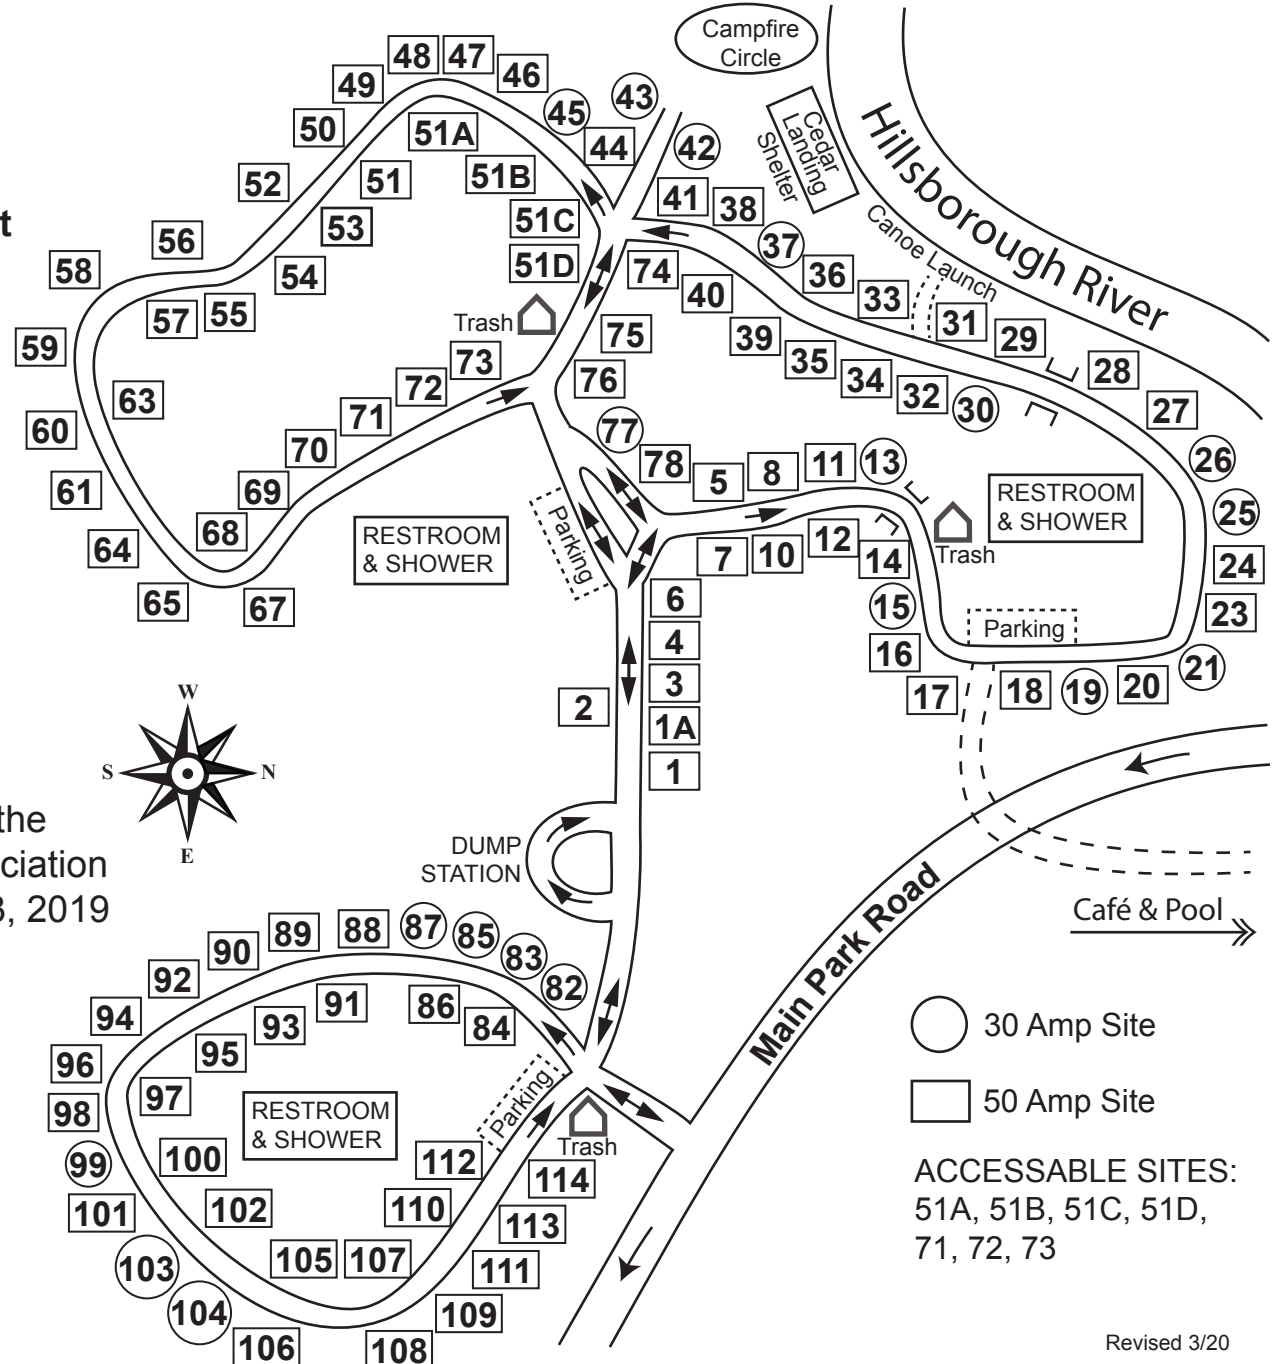 Campfire
Circle
48
47
46
49
45
43
50
51A
44
42
Cedar
Landing
Shelter
Hillsborough River
52
51
51B
41
38
53
51C
37
Canoe Launch
t
56
54
51D
74
36
58
40
33
57
55
Trash
31
59
75
39
29
73
35
28
72
76
34
63
32
30
27
60
71
77
70
78
11
13
26
5
8
61
69
RESTROOM
& SHOWER
25
68
Parking
RESTROOM
& SHOWER
12
Trash
64
7
10
14
24
65
67
6
15
23
4
16
Parking
21
3
17
18
19
20
2
1A
1
W
S
N
E
the
ciation
3, 2019
DUMP
STATION
Main Park Road
Café & Pool
90
89
88
87
85
83
92
82
94
91
86
84
93
95
96
97
98
RESTROOM
& SHOWER
Parking
Trash
99
100
112
114
101
102
110
113
103
105
107
111
104
109
106
108
30 Amp Site
50 Amp Site
ACCESSABLE SITES:
51A, 51B, 51C, 51D,
71, 72, 73
Revised 3/20